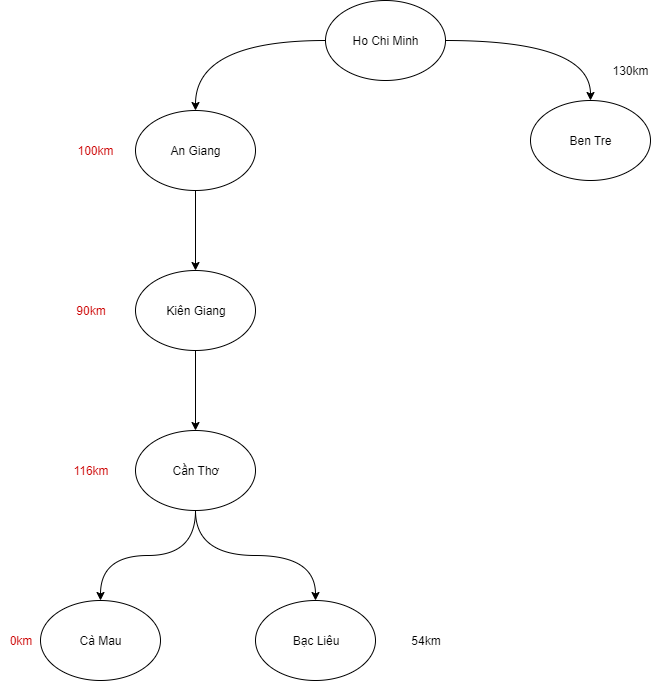 Ho Chi Minh
130km
Ben Tre
An Giang
100km
Kiên Giang
90km
Cần Thơ
116km
0km
Cà Mau
Bạc Liêu
54km